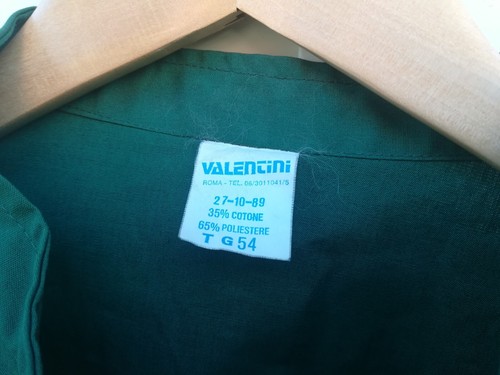 VALENTINI
ROMA - TEL. 06/3011041/5
27-10-89
35% COTONE
65% POLIESTERE
T G 54